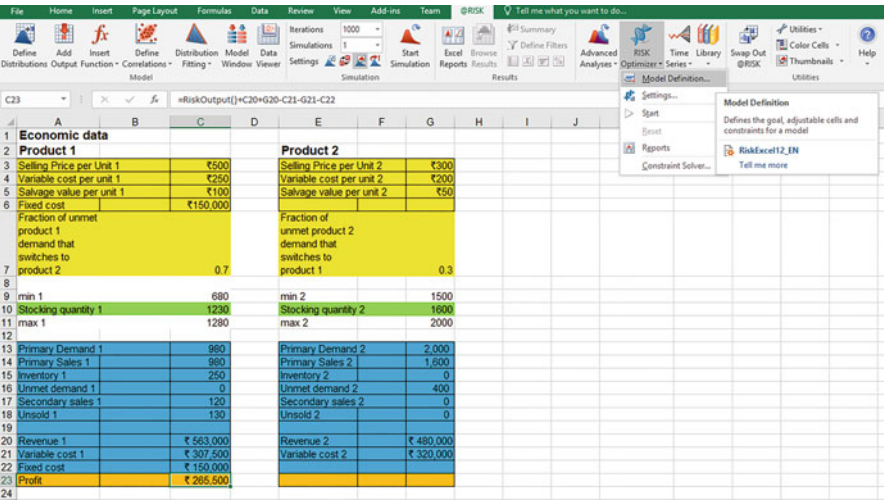 File Home Insert Page Layout Formulas Data Review View Add-ins Team @RISK Tell me what you want to do...
Define Distributions Add Output Insert Function Define Correlations Distribution Fitting Model Window Data Viewer
Model
Iterations 1000
Simulations 1
Settings
Start Simulation
Simulation
Excel Reports Browse Results
Summary
Define Filters
Results
Advanced Analyses RISK Optimizer Time Series Library Swap Out @RISK
Utilities
Color Cells
Thumbnails
Utilities
Help
Model Definition...
Settings...
Start
Reset
Reports
Constraint Solver...
Model Definition
Defines the goal, adjustable cells and
constraints for a model
RiskExcel12_EN
Tell me more
C23 fx =RiskOutput()+C20+G20-C21-G21-C22
A B C D E F G H I J
1 Economic data
2 Product 1 Product 2
3 Selling Price per Unit 1 ₹500 Selling Price per Unit 2 ₹300
4 Variable cost per unit 1 ₹250 Variable cost per unit 2 ₹200
5 Salvage value per unit 1 ₹100 Salvage value per unit 2 ₹50
6 Fixed cost ₹150,000
Fraction of unmet
product 1
demand that
switches to
7 product 2 0.7
Fraction of
unmet product 2
demand that
switches to
product 1 0.3
8
9 min 1 680 min 2 1500
10 Stocking quantity 1 1230 Stocking quantity 2 1600
11 max 1 1280 max 2 2000
12
13 Primary Demand 1 980 Primary Demand 2 2,000
14 Primary Sales 1 980 Primary Sales 2 1,600
15 Inventory 1 250 Inventory 2 0
16 Unmet demand 1 0 Unmet demand 2 400
17 Secondary sales 1 120 Secondary sales 2 0
18 Unsold 1 130 Unsold 2 0
19
20 Revenue 1 ₹ 563,000 Revenue 2 ₹ 480,000
21 Variable cost 1 ₹ 307,500 Variable cost 2 ₹ 320,000
22 Fixed cost ₹ 150,000
23 Profit ₹ 265,500
24